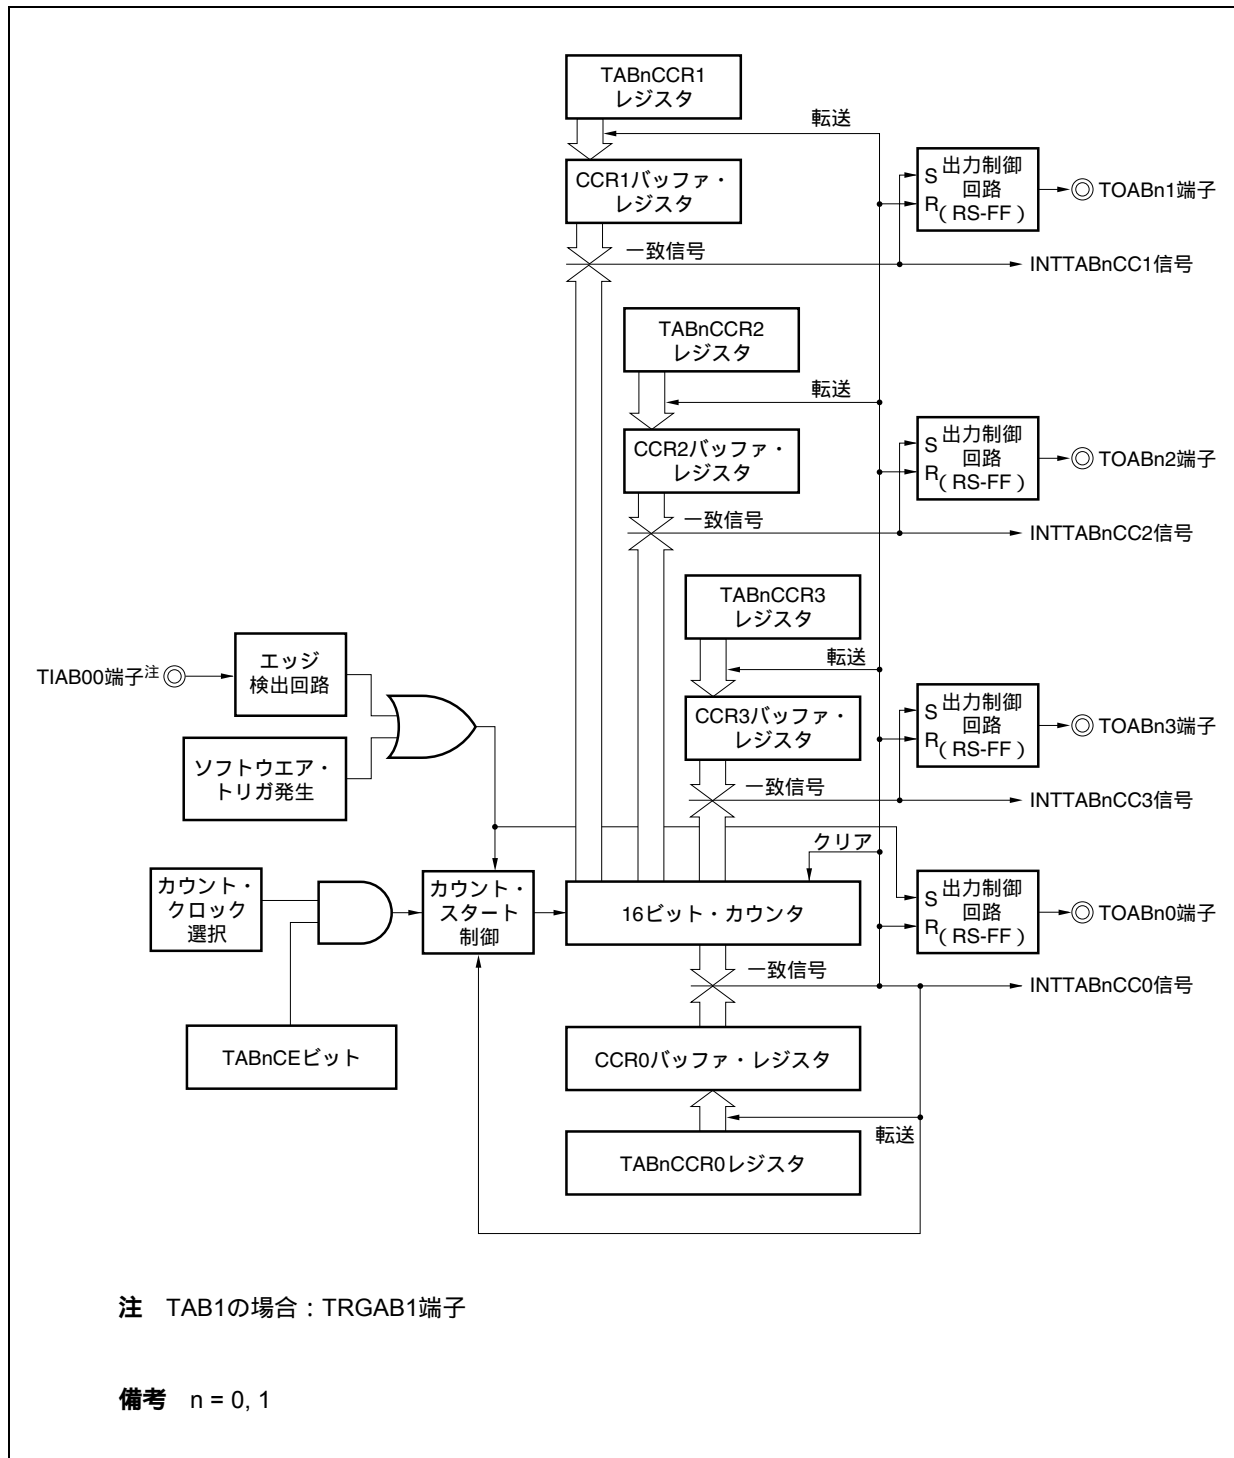 TABnCCR1
レジスタ
転送
CCR1バッファ・
レジスタ
S 出力制御
回路
R (RS-FF)
TOABn1端子
一致信号
INTTABnCC1信号
TABnCCR2
レジスタ
転送
CCR2バッファ・
レジスタ
S 出力制御
回路
R (RS-FF)
TOABn2端子
一致信号
INTTABnCC2信号
TABnCCR3
レジスタ
転送
TIAB00端子注
エッジ
検出回路
CCR3バッファ・
レジスタ
S 出力制御
回路
R (RS-FF)
TOABn3端子
ソフトウエア・
トリガ発生
一致信号
INTTABnCC3信号
クリア
カウント・
クロック
選択
カウント・
スタート
制御
16ビット・カウンタ
S 出力制御
回路
R (RS-FF)
TOABn0端子
一致信号
INTTABnCC0信号
TABnCEビット
CCR0バッファ・レジスタ
転送
TABnCCR0レジスタ
注 TAB1の場合：TRGAB1端子
備考 n = 0, 1